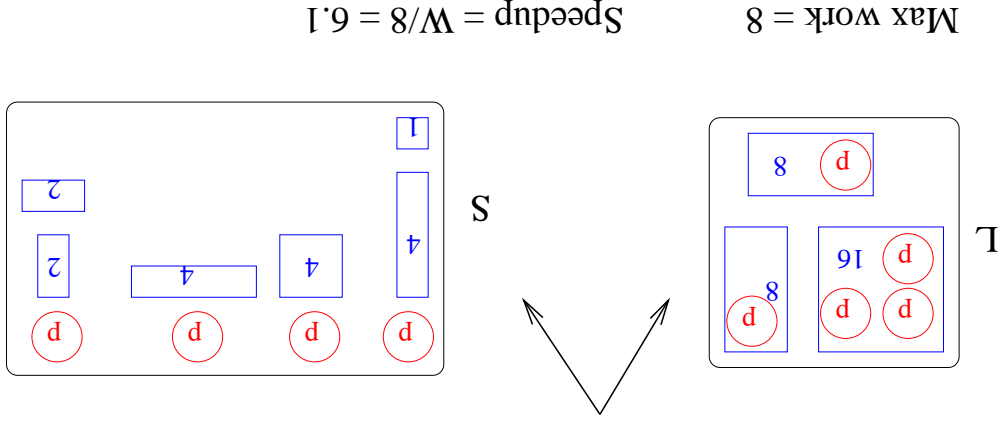 L
p p
p 16
p
8
p 8
S
p p p p
4 4 4 2
2
1
Max work = 8
Speedup = W/8 = 6.1